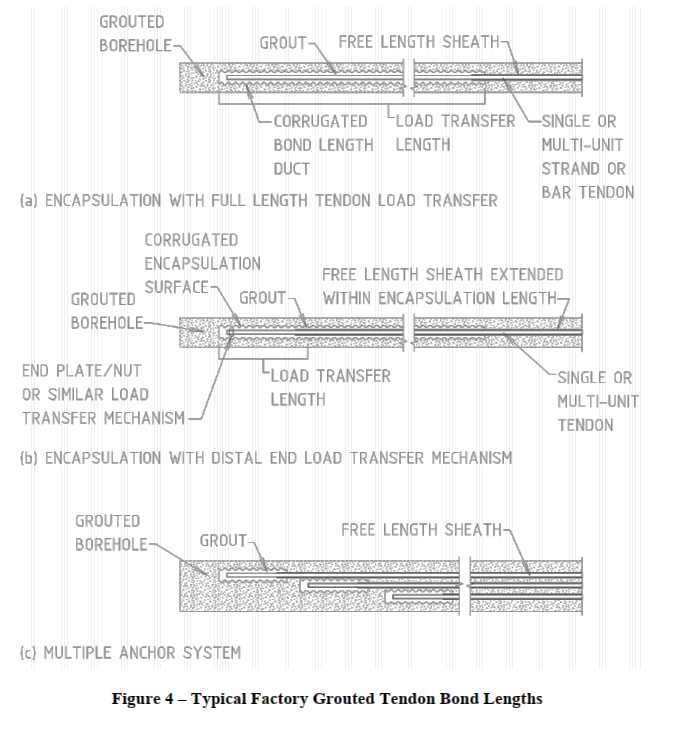 GROUTED
BOREHOLE
GROUT
FREE LENGTH SHEATH
CORRUGATED
BOND LENGTH
DUCT
LOAD TRANSFER
LENGTH
SINGLE OR
MULTI-UNIT
STRAND OR
BAR TENDON
(a) ENCAPSULATION WITH FULL LENGTH TENDON LOAD TRANSFER
CORRUGATED
ENCAPSULATION
SURFACE
GROUTED
BOREHOLE
GROUT
FREE LENGTH SHEATH EXTENDED
WITHIN ENCAPSULATION LENGTH
END PLATE/NUT
OR SIMILAR LOAD
TRANSFER MECHANISM
LOAD TRANSFER
LENGTH
SINGLE OR
MULTI-UNIT
TENDON
(b) ENCAPSULATION WITH DISTAL END LOAD TRANSFER MECHANISM
GROUTED
BOREHOLE
GROUT
FREE LENGTH SHEATH
(c) MULTIPLE ANCHOR SYSTEM
Figure 4 – Typical Factory Grouted Tendon Bond Lengths